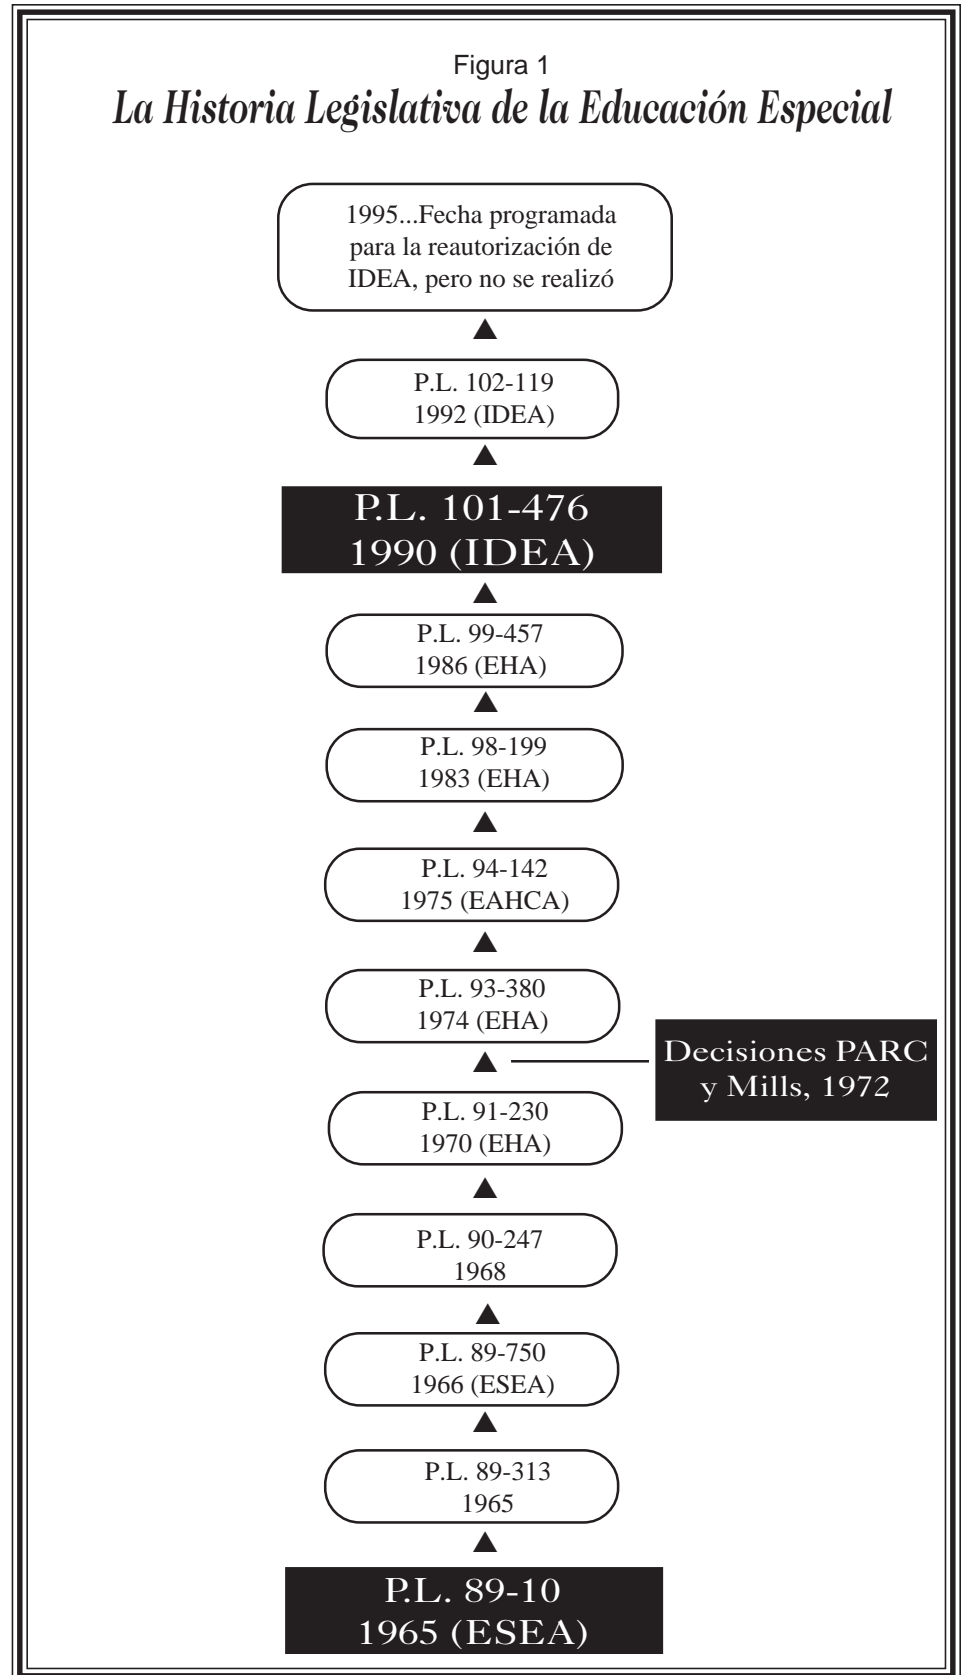 Figura 1
La Historia Legislativa de la Educación Especial
1995...Fecha programada
para la reautorización de
IDEA, pero no se realizó
P.L. 102-119
1992 (IDEA)
P.L. 101-476
1990 (IDEA)
P.L. 99-457
1986 (EHA)
P.L. 98-199
1983 (EHA)
P.L. 94-142
1975 (EAHCA)
P.L. 93-380
1974 (EHA)
Decisiones PARC
y Mills, 1972
P.L. 91-230
1970 (EHA)
P.L. 90-247
1968
P.L. 89-750
1966 (ESEA)
P.L. 89-313
1965
P.L. 89-10
1965 (ESEA)